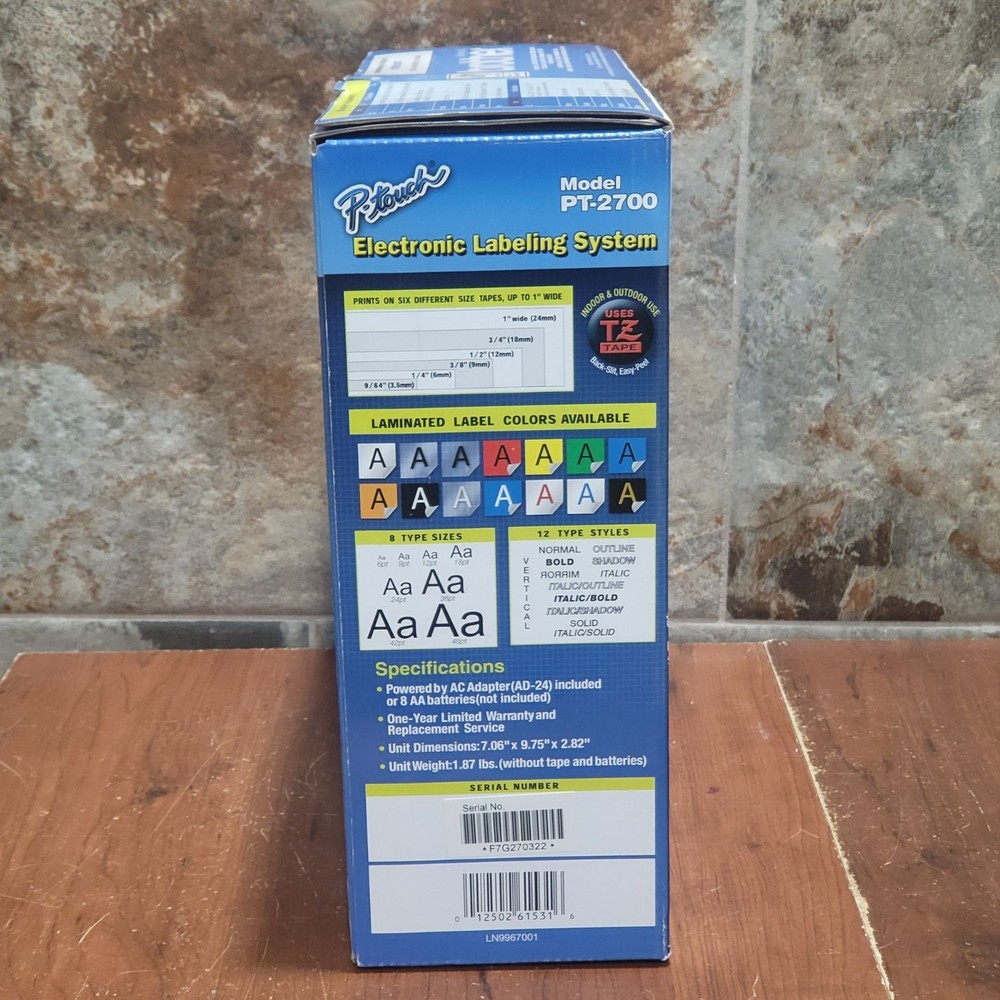 P-touch
Model
PT-2700
Electronic Labeling System
PRINTS ON SIX DIFFERENT SIZE TAPES, UP TO 1" WIDE
1" wide (24mm)
3/4" (18mm)
1/2" (12mm)
3/8" (9mm)
1/4" (6mm)
9/64" (3.5mm)
INDOOR & OUTDOOR USE
USES
TZ
TAPE
Back-Slit, Easy-Peel
LAMINATED LABEL COLORS AVAILABLE
A A A A A A A
A A A A A A A
8 TYPE SIZES
Aa Aa Aa Aa
6pt 9pt 12pt 18pt
Aa Aa
24pt 36pt
Aa Aa
42pt 48pt
12 TYPE STYLES
VERTICAL
NORMAL OUTLINE
BOLD SHADOW
RORRIM ITALIC
ITALIC/OUTLINE
ITALIC/BOLD
ITALIC/SHADOW
SOLID
ITALIC/SOLID
Specifications
• Powered by AC Adapter (AD-24) included
or 8 AA batteries (not included)
• One-Year Limited Warranty and
Replacement Service
• Unit Dimensions: 7.06" x 9.75" x 2.82"
• Unit Weight: 1.87 lbs. (without tape and batteries)
SERIAL NUMBER
Serial No.
* F7G270322 *
0 12502 61531 6
LN9967001